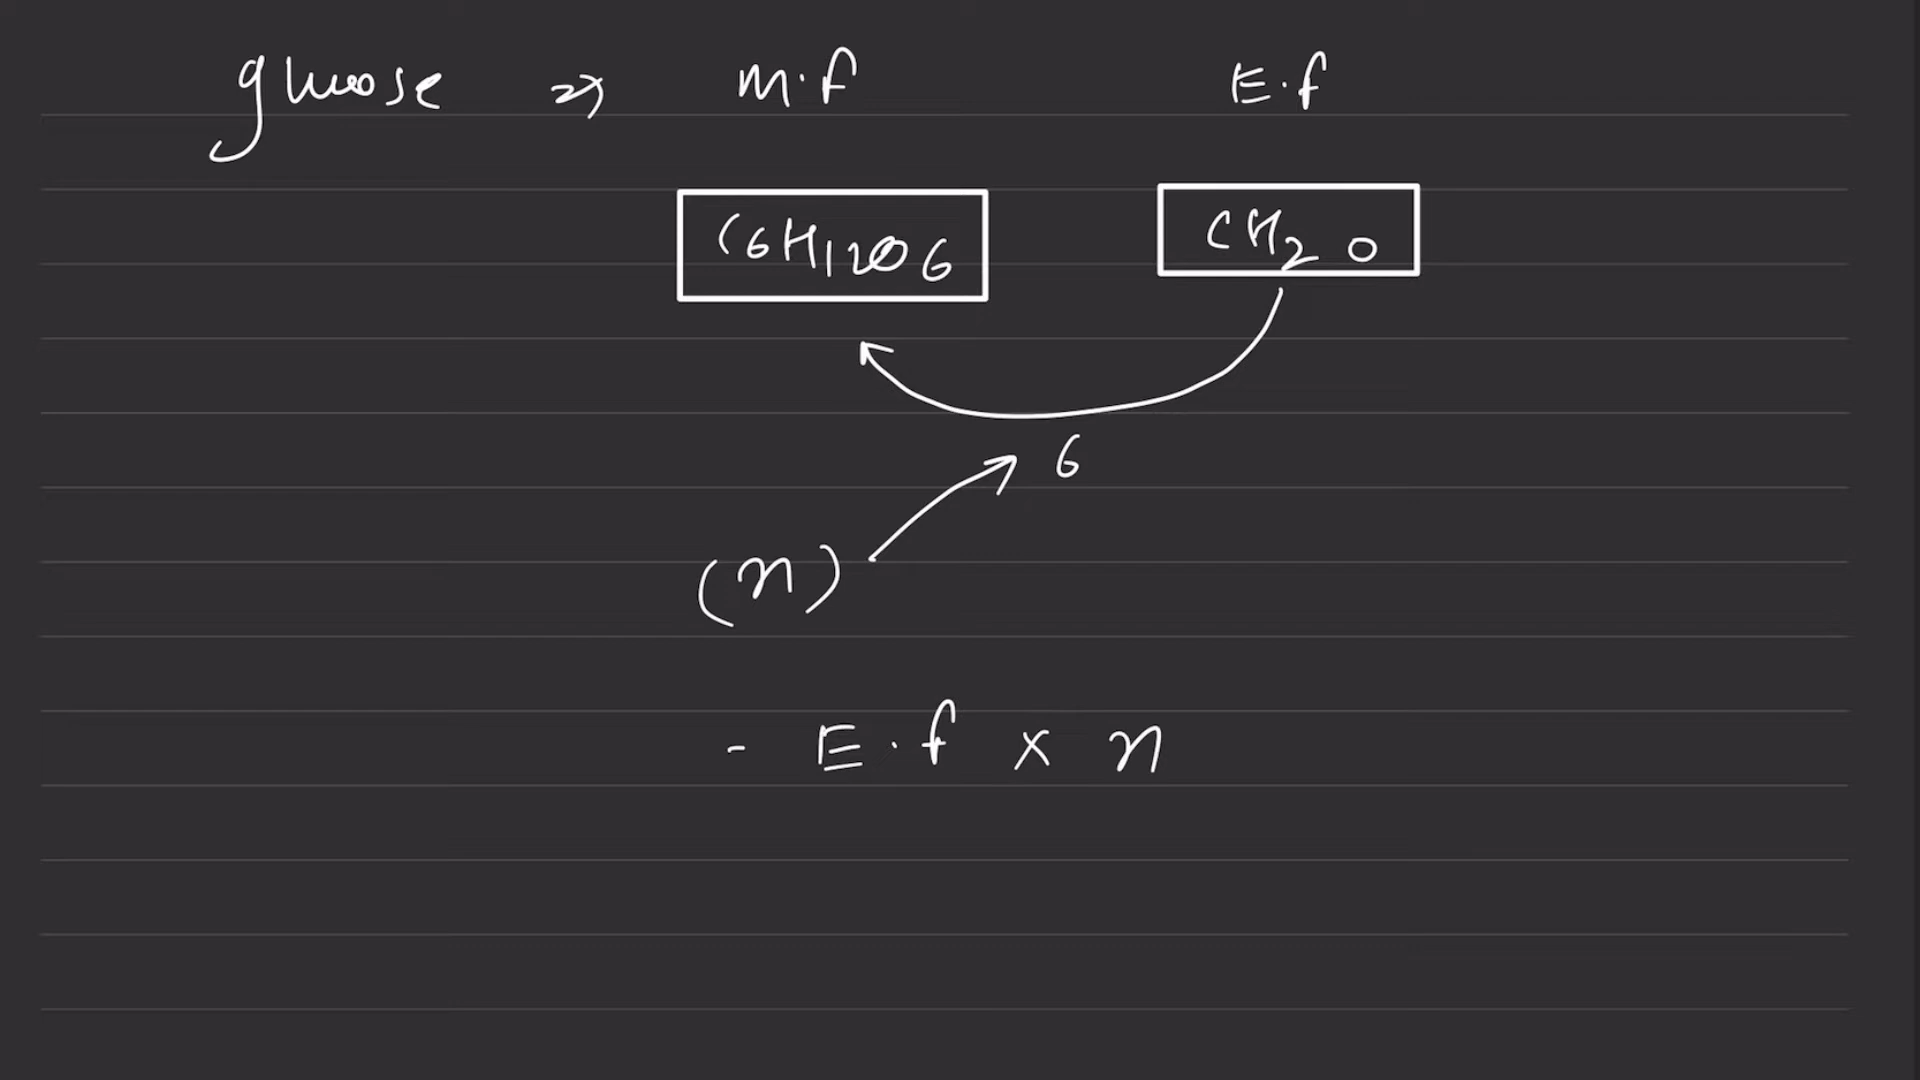 glucose ⇒ M.f E.f
C6H12O6 CH2O
6
(n)
- E.f x n